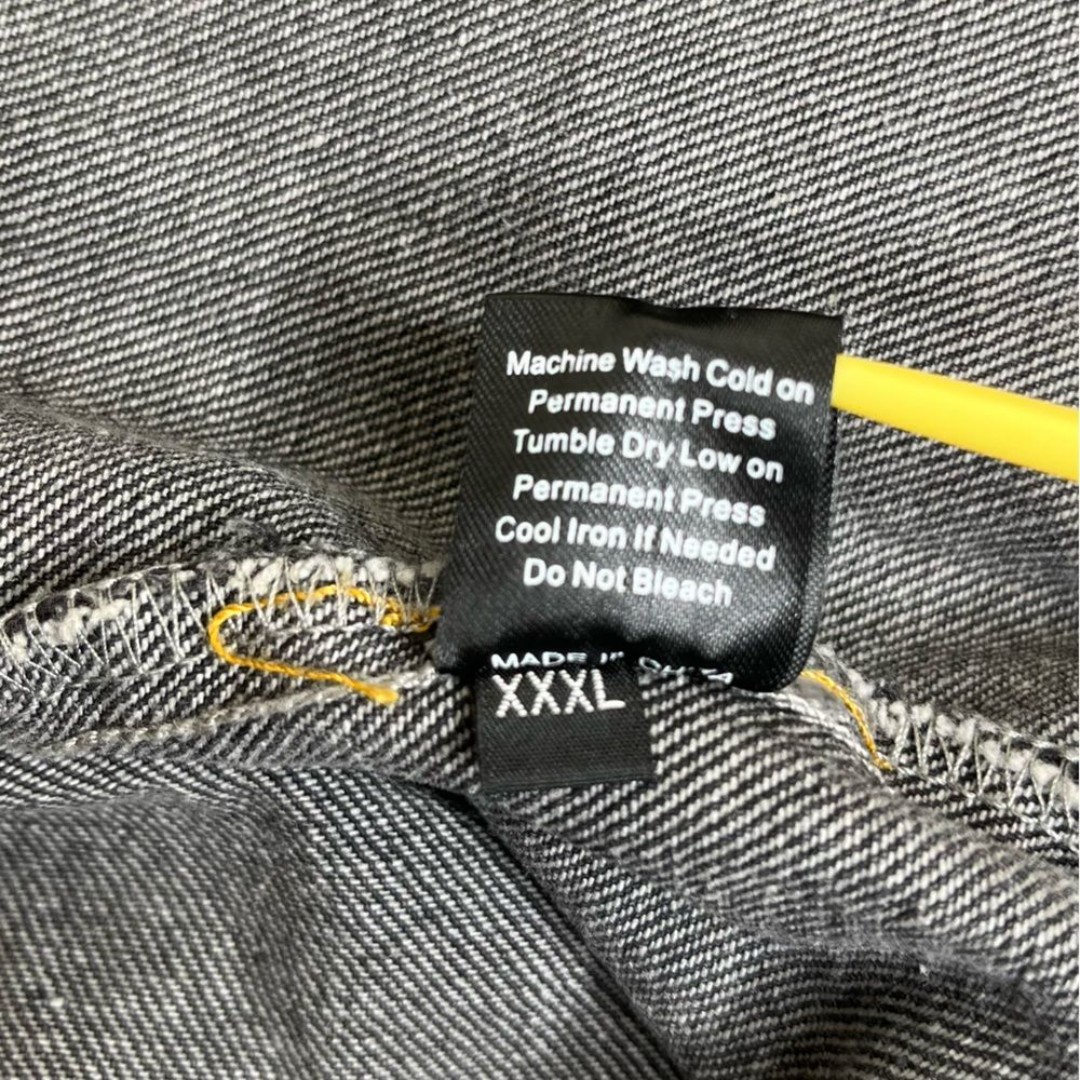 Machine Wash Cold on
Permanent Press
Tumble Dry Low on
Permanent Press
Cool Iron If Needed
Do Not Bleach
MADE
XXXL